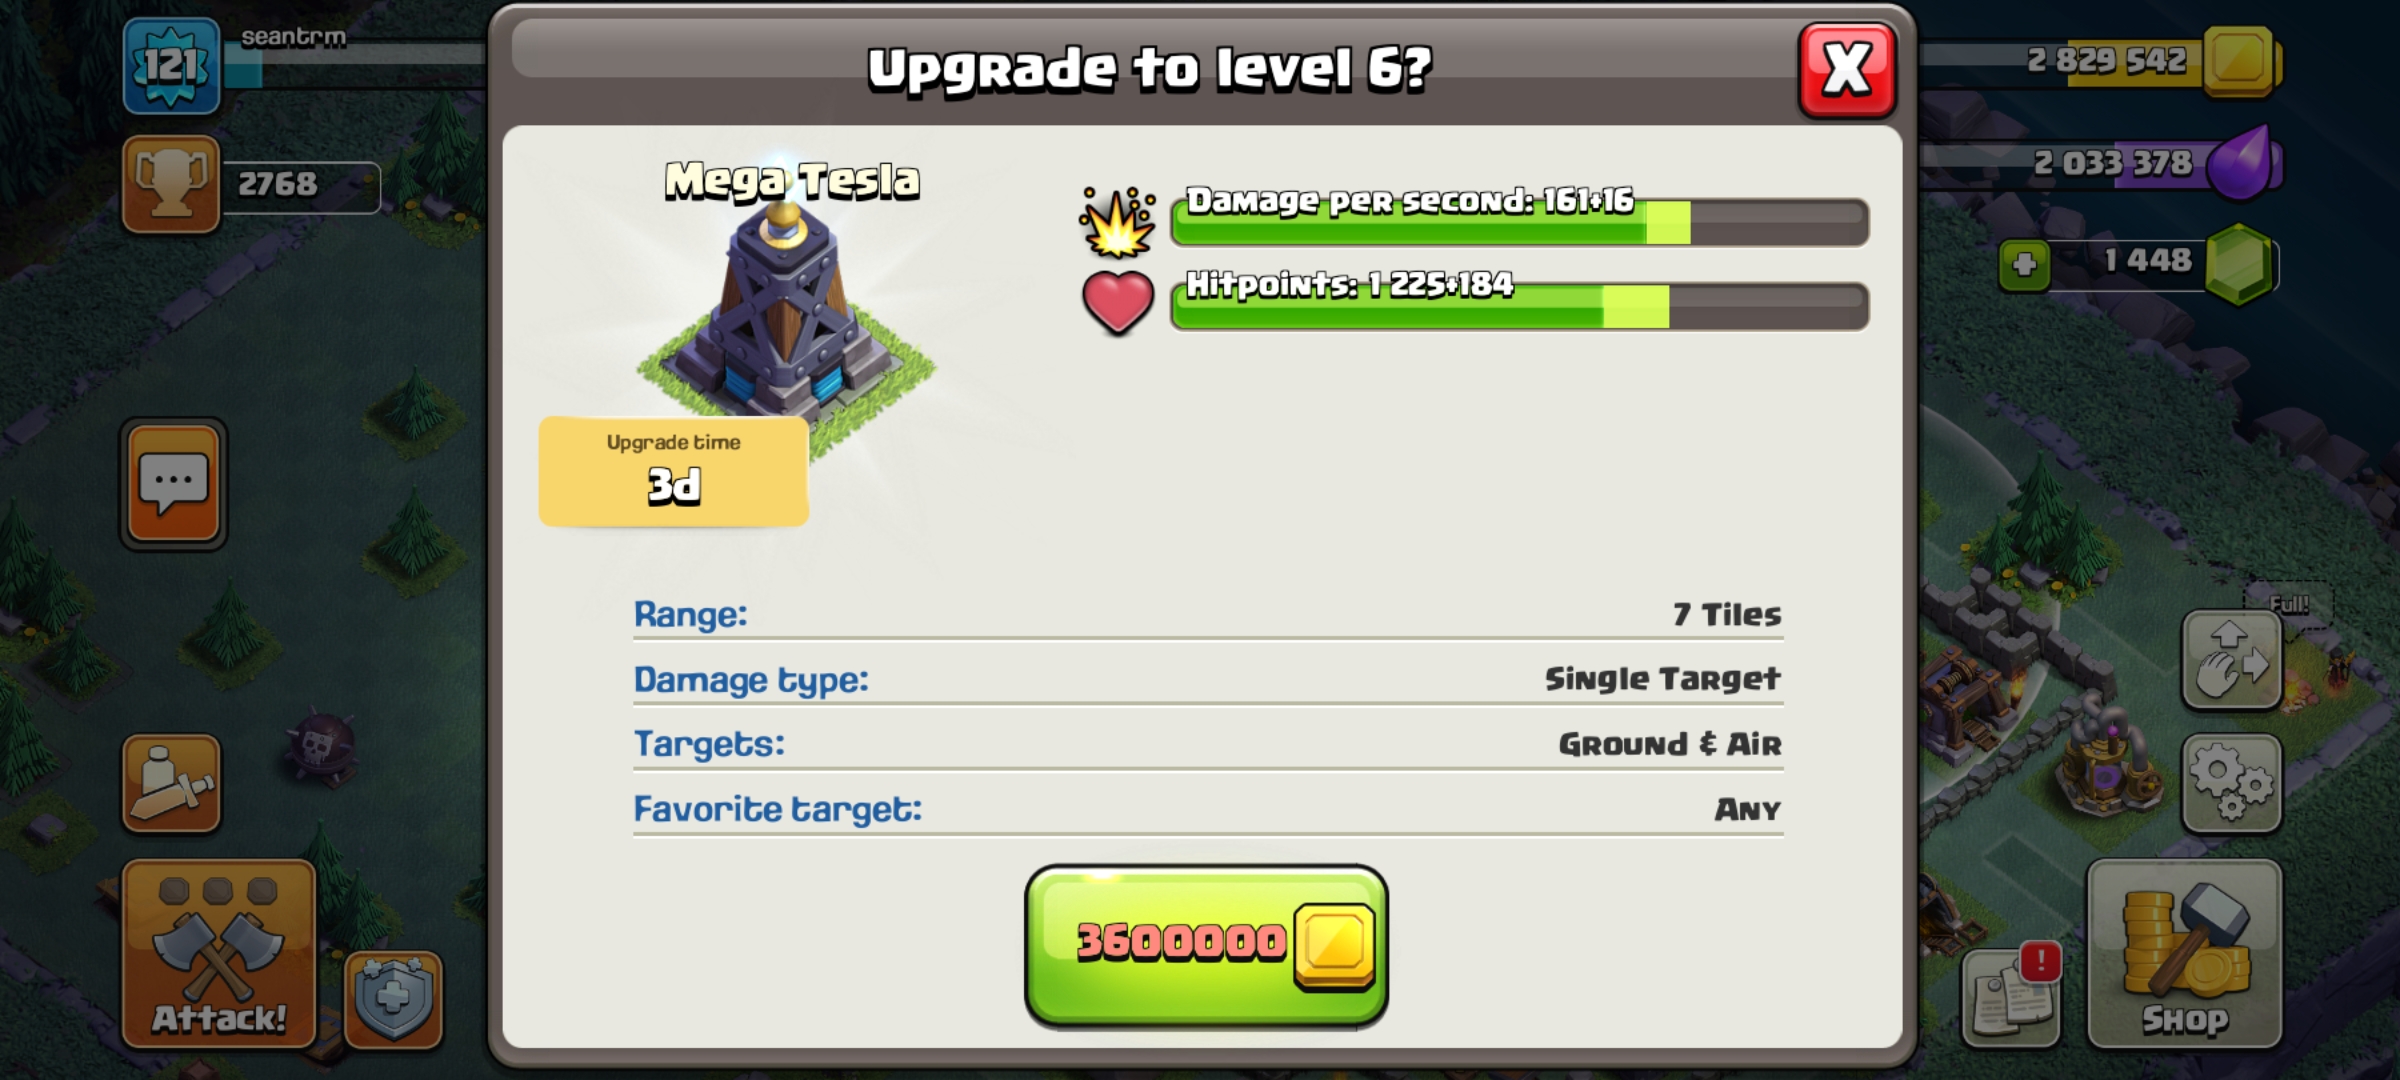 121
seantrm
2768
Upgrade to level 6?
X
2 829 542
2 033 378
1 448
Mega Tesla
Damage per second: 161+16
Hitpoints: 1 225+184
Upgrade time
3d
Range: 7 Tiles
Damage type: Single Target
Targets: Ground & Air
Favorite target: Any
3600000
Full!
Attack!
!
Shop